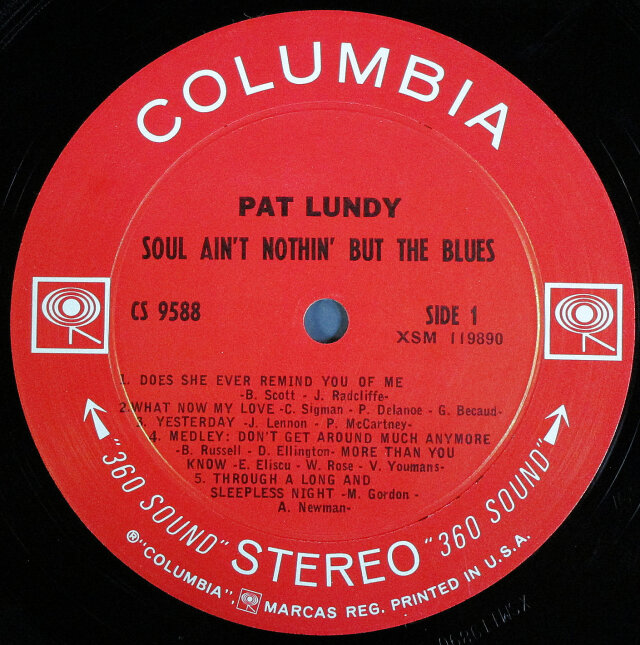 COLUMBIA
PAT LUNDY
SOUL AIN'T NOTHIN' BUT THE BLUES
CS 9588
SIDE 1
XSM 119890
1. DOES SHE EVER REMIND YOU OF ME
-B. Scott - J. Radcliffe-
2.WHAT NOW MY LOVE -C. Sigman - P. Delanoe - G. Becaud-
3. YESTERDAY -J. Lennon - P. McCartney-
4. MEDLEY: DON'T GET AROUND MUCH ANYMORE
-B. Russell - D. Ellington- MORE THAN YOU
KNOW -E. Eliscu - W. Rose - V. Youmans-
5. THROUGH A LONG AND
SLEEPLESS NIGHT -M. Gordon -
A. Newman-
"360 SOUND" STEREO "360 SOUND"
® "COLUMBIA", MARCAS REG. PRINTED IN U.S.A.